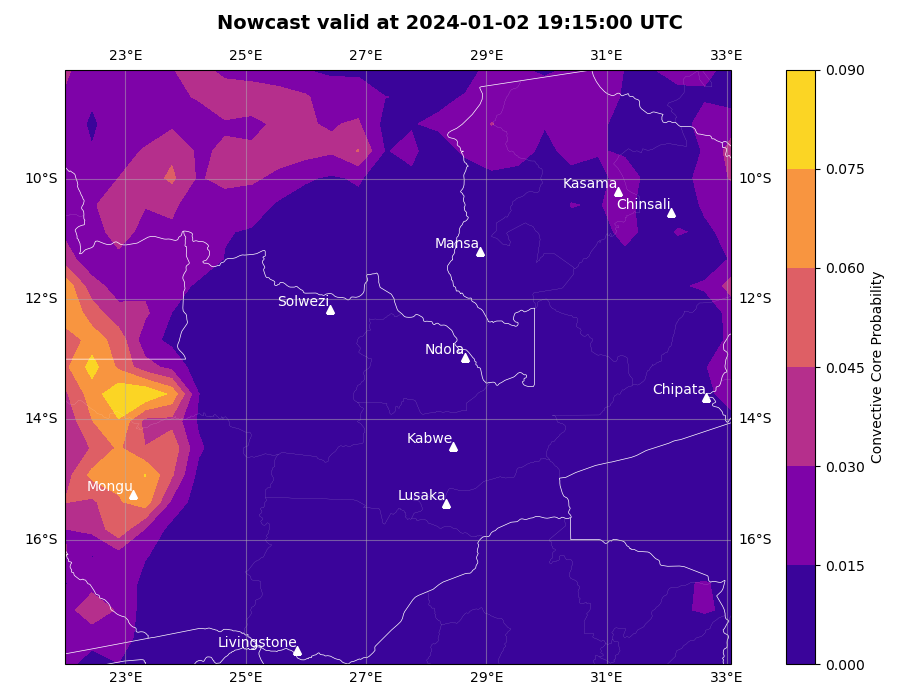 Nowcast valid at 2024-01-02 19:15:00 UTC
23°E 25°E 27°E 29°E 31°E 33°E
0.090
0.075
10°S 10°S
Kasama
Chinsali
Mansa
0.060
12°S 12°S
Solwezi
Ndola
0.045
Chipata
14°S 14°S
Kabwe
0.030
Mongu
Lusaka
16°S 16°S
0.015
Livingstone
0.000
23°E 25°E 27°E 29°E 31°E 33°E
Convective Core Probability